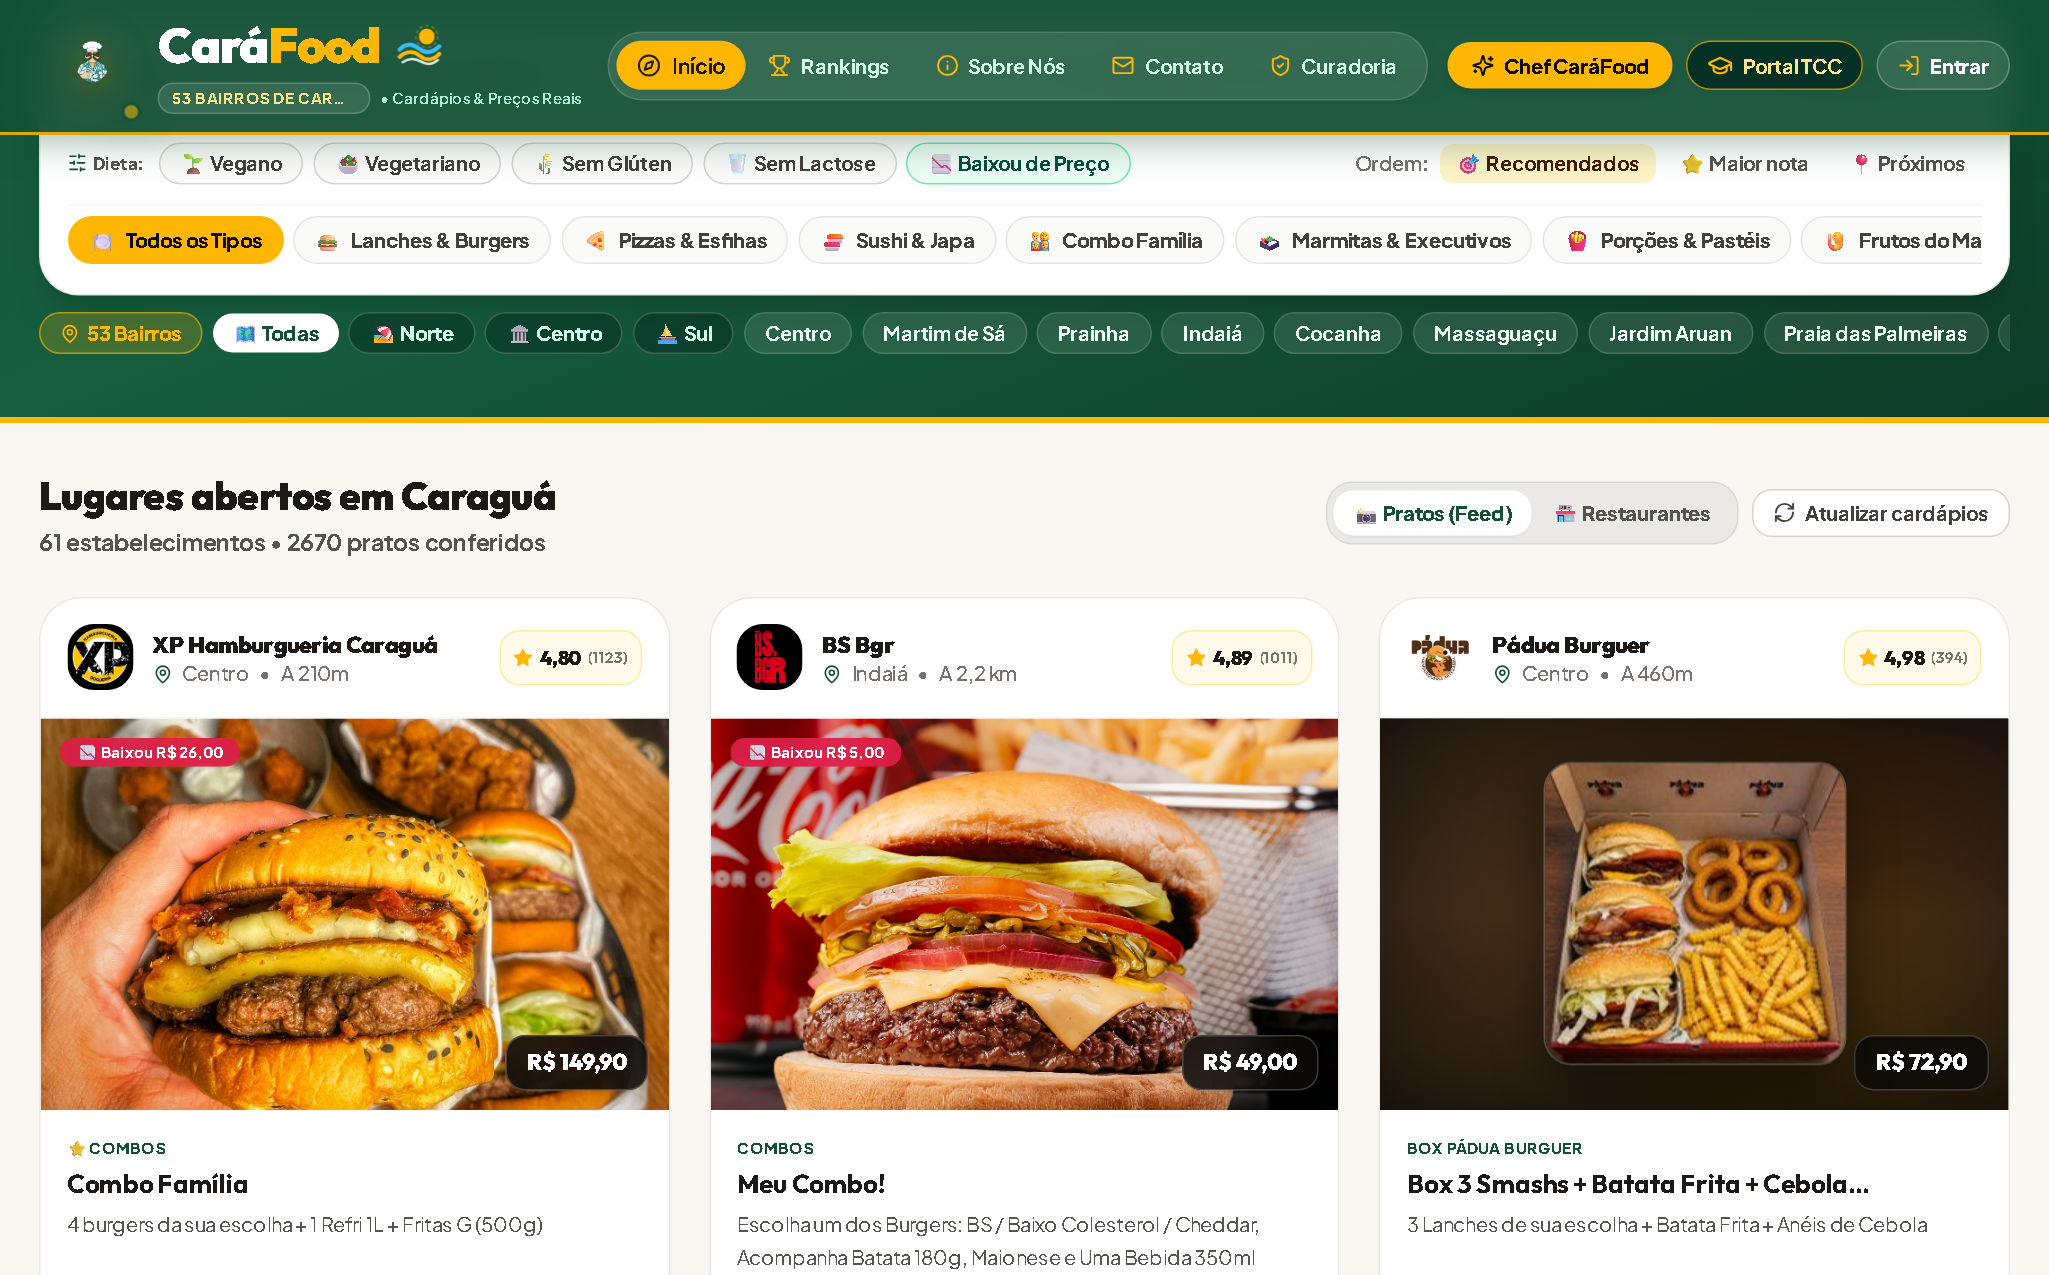 CaráFood
53 BAIRROS DE CAR... • Cardápios & Preços Reais
Início Rankings Sobre Nós Contato Curadoria
Chef CaráFood Portal TCC Entrar
Dieta: Vegano Vegetariano Sem Glúten Sem Lactose Baixou de Preço
Ordem: Recomendados Maior nota Próximos
Todos os Tipos Lanches & Burgers Pizzas & Esfihas Sushi & Japa Combo Família Marmitas & Executivos Porções & Pastéis Frutos do Ma
53 Bairros Todas Norte Centro Sul Centro Martim de Sá Prainha Indaiá Cocanha Massaguaçu Jardim Aruan Praia das Palmeiras
Lugares abertos em Caraguá
61 estabelecimentos • 2670 pratos conferidos
Pratos (Feed) Restaurantes Atualizar cardápios
XP
XP Hamburgueria Caraguá
Centro • A 210m
4,80 (1123)
Baixou R$ 26,00
R$ 149,90
COMBOS
Combo Família
4 burgers da sua escolha + 1 Refri 1L + Fritas G (500g)
BS.
BGR
BS Bgr
Indaiá • A 2,2 km
4,89 (1011)
Baixou R$ 5,00
R$ 49,00
COMBOS
Meu Combo!
Escolha um dos Burgers: BS / Baixo Colesterol / Cheddar,
Acompanha Batata 180g, Maionese e Uma Bebida 350ml
Pádua
Pádua Burguer
Centro • A 460m
4,98 (394)
Pádua Pádua Pádua
R$ 72,90
BOX PÁDUA BURGUER
Box 3 Smashs + Batata Frita + Cebola...
3 Lanches de sua escolha + Batata Frita + Anéis de Cebola